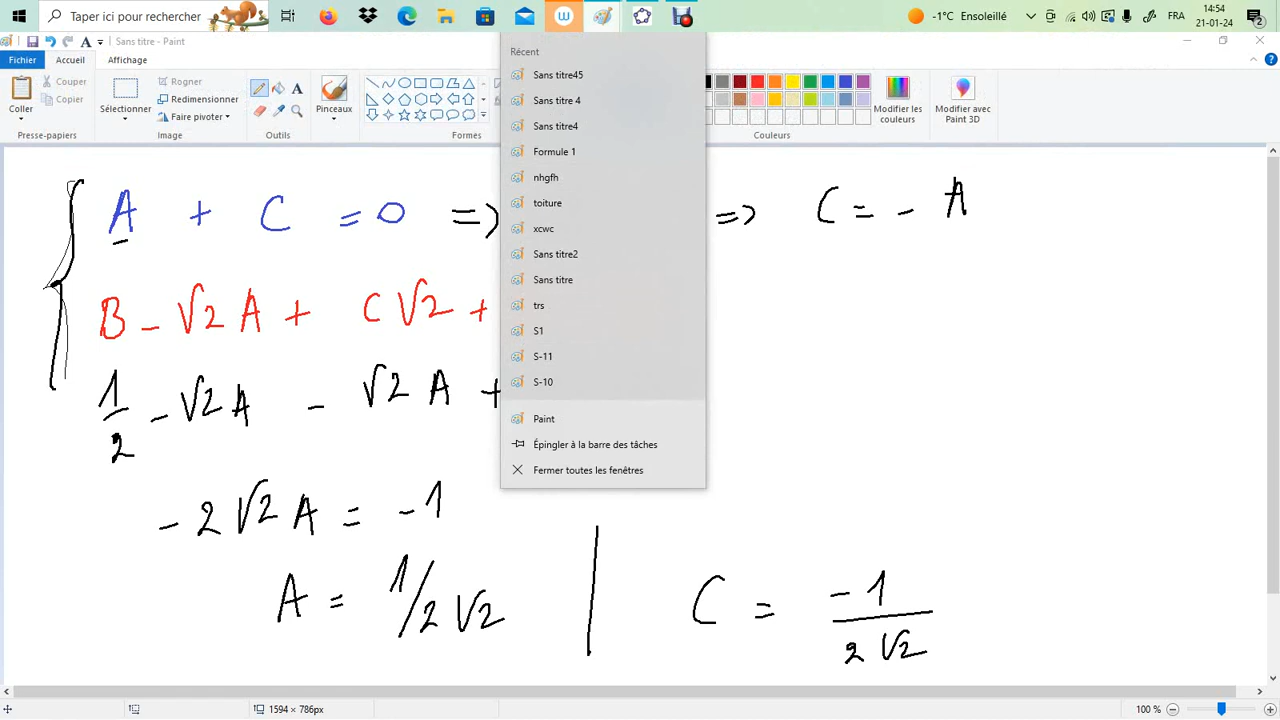 Taper ici pour rechercher
-1°C Ensoleillé
FRA
14:54
21-01-24
2
Sans titre - Paint
Fichier Accueil Affichage
Coller
Couper
Copier
Presse-papiers
Sélectionner
Rogner
Redimensionner
Faire pivoter
Image
A
Outils
Pinceaux
Formes
Modifier les couleurs
Modifier avec Paint 3D
Couleurs
Récent
Sans titre45
Sans titre 4
Sans titre4
Formule 1
nhgfh
toiture
xcwc
Sans titre2
Sans titre
trs
S1
S-11
S-10
Paint
Épingler à la barre des tâches
Fermer toutes les fenêtres
A + C = 0 => => C = - A
B - √2 A + C √2 +
1/2 - √2 A - √2 A +
- 2 √2 A = - 1
A = 1/2 √2 | C = -1 / 2 √2
1594 × 786px
100 %